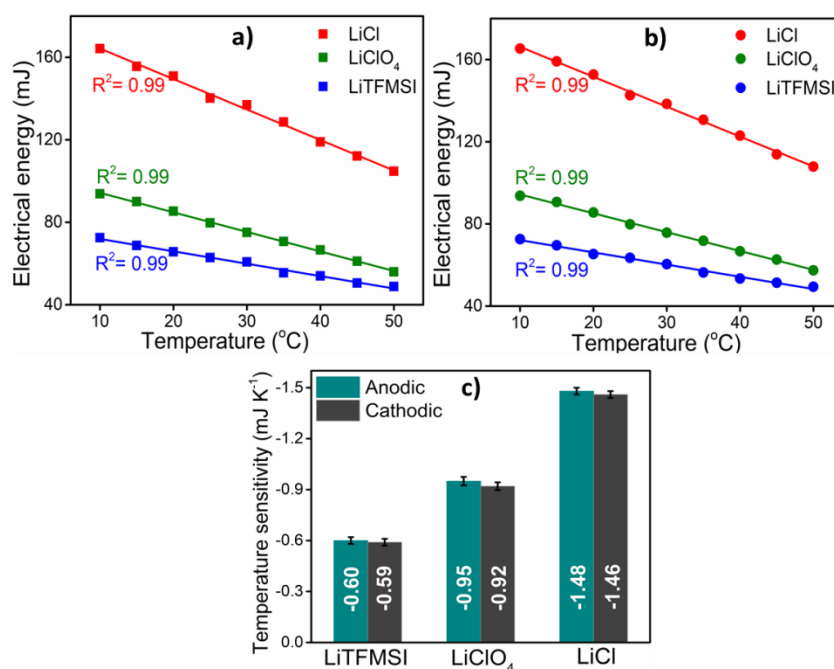 a)
LiCl
LiClO₄
LiTFMSI
R²= 0.99
R²= 0.99
R²= 0.99
Electrical energy (mJ)
160
120
80
40
10 20 30 40 50
Temperature (°C)
b)
LiCl
LiClO₄
LiTFMSI
R²= 0.99
R²= 0.99
R²= 0.99
Electrical energy (mJ)
160
120
80
40
10 20 30 40 50
Temperature (°C)
c)
Anodic
Cathodic
Temperature sensitivity (mJ K⁻¹)
-1.5
-1.2
-0.9
-0.6
-0.3
0.0
-0.60
-0.59
-0.95
-0.92
-1.48
-1.46
LiTFMSI LiClO₄ LiCl